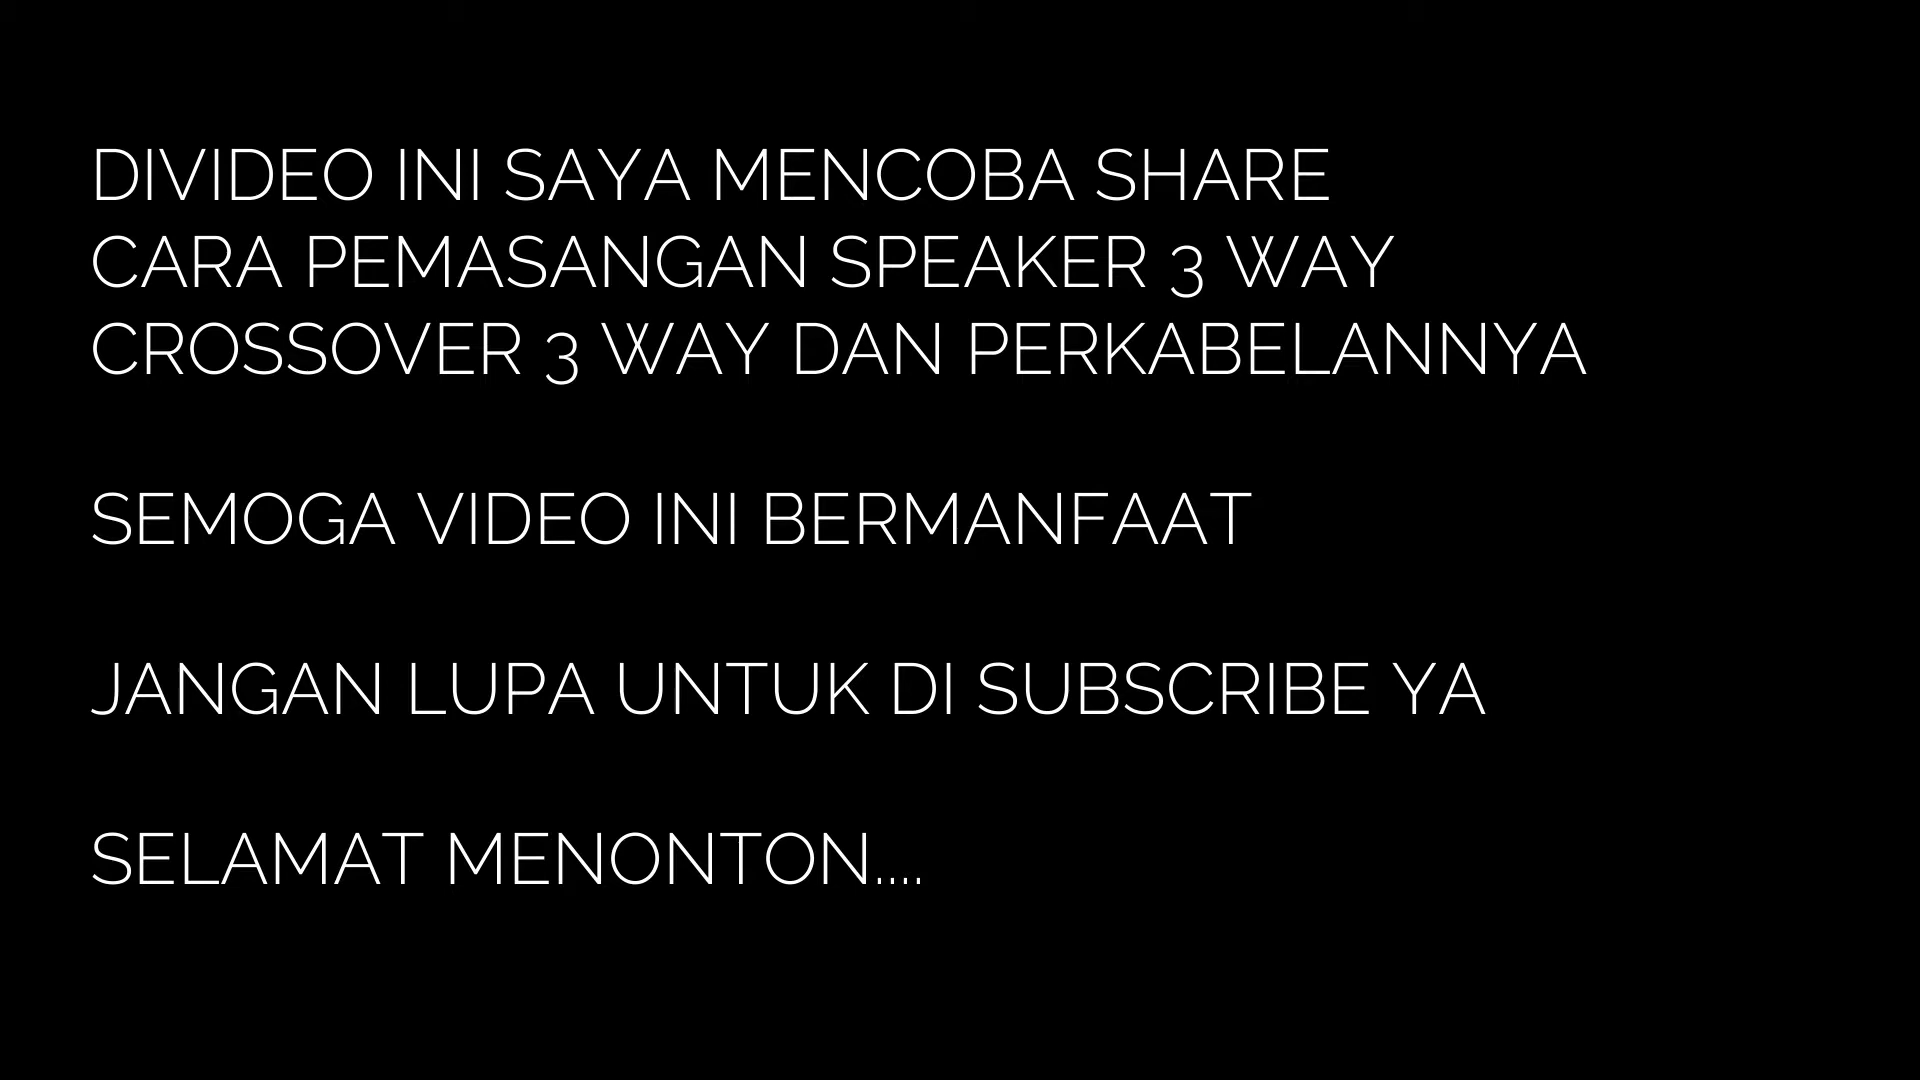 DIVIDEO INI SAYA MENCOBA SHARE
CARA PEMASANGAN SPEAKER 3 WAY
CROSSOVER 3 WAY DAN PERKABELANNYA
SEMOGA VIDEO INI BERMANFAAT
JANGAN LUPA UNTUK DI SUBSCRIBE YA
SELAMAT MENONTON....